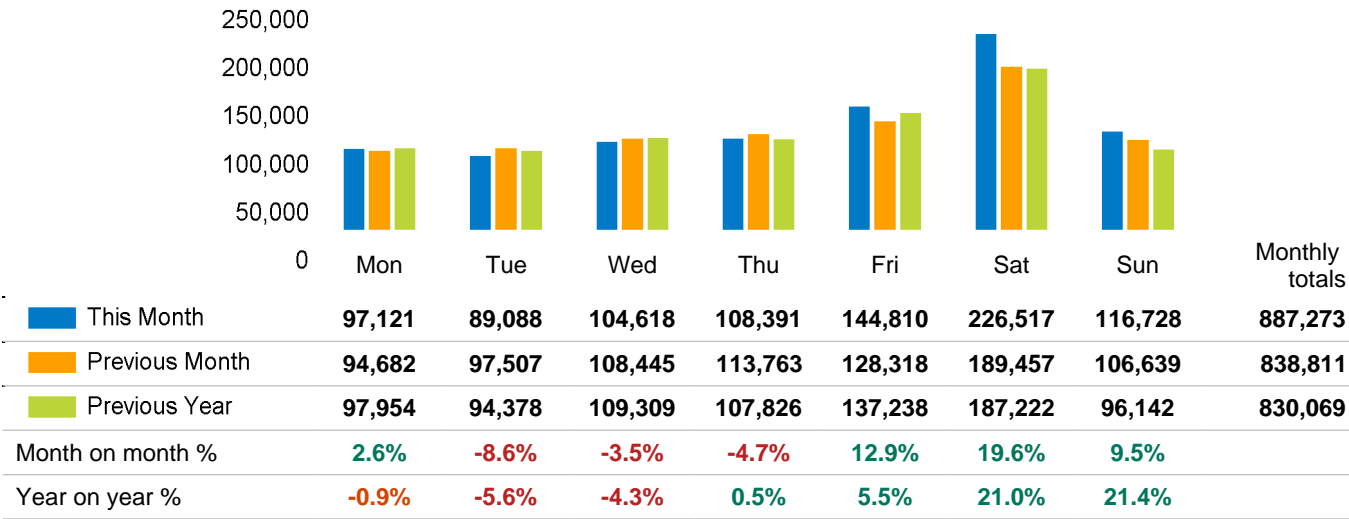 250,000
200,000
150,000
100,000
50,000
0
Mon Tue Wed Thu Fri Sat Sun Monthly totals
This Month 97,121 89,088 104,618 108,391 144,810 226,517 116,728 887,273
Previous Month 94,682 97,507 108,445 113,763 128,318 189,457 106,639 838,811
Previous Year 97,954 94,378 109,309 107,826 137,238 187,222 96,142 830,069
Month on month % 2.6% -8.6% -3.5% -4.7% 12.9% 19.6% 9.5%
Year on year % -0.9% -5.6% -4.3% 0.5% 5.5% 21.0% 21.4%